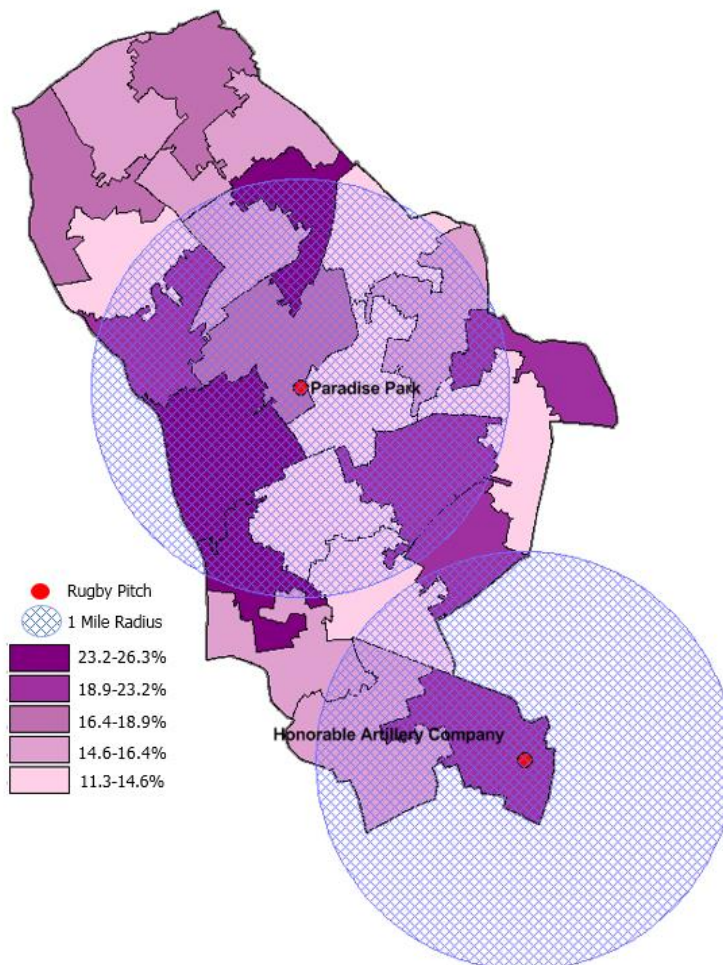 Paradise Park
Rugby Pitch
1 Mile Radius
23.2-26.3%
18.9-23.2%
16.4-18.9%
14.6-16.4%
11.3-14.6%
Honorable Artillery Company